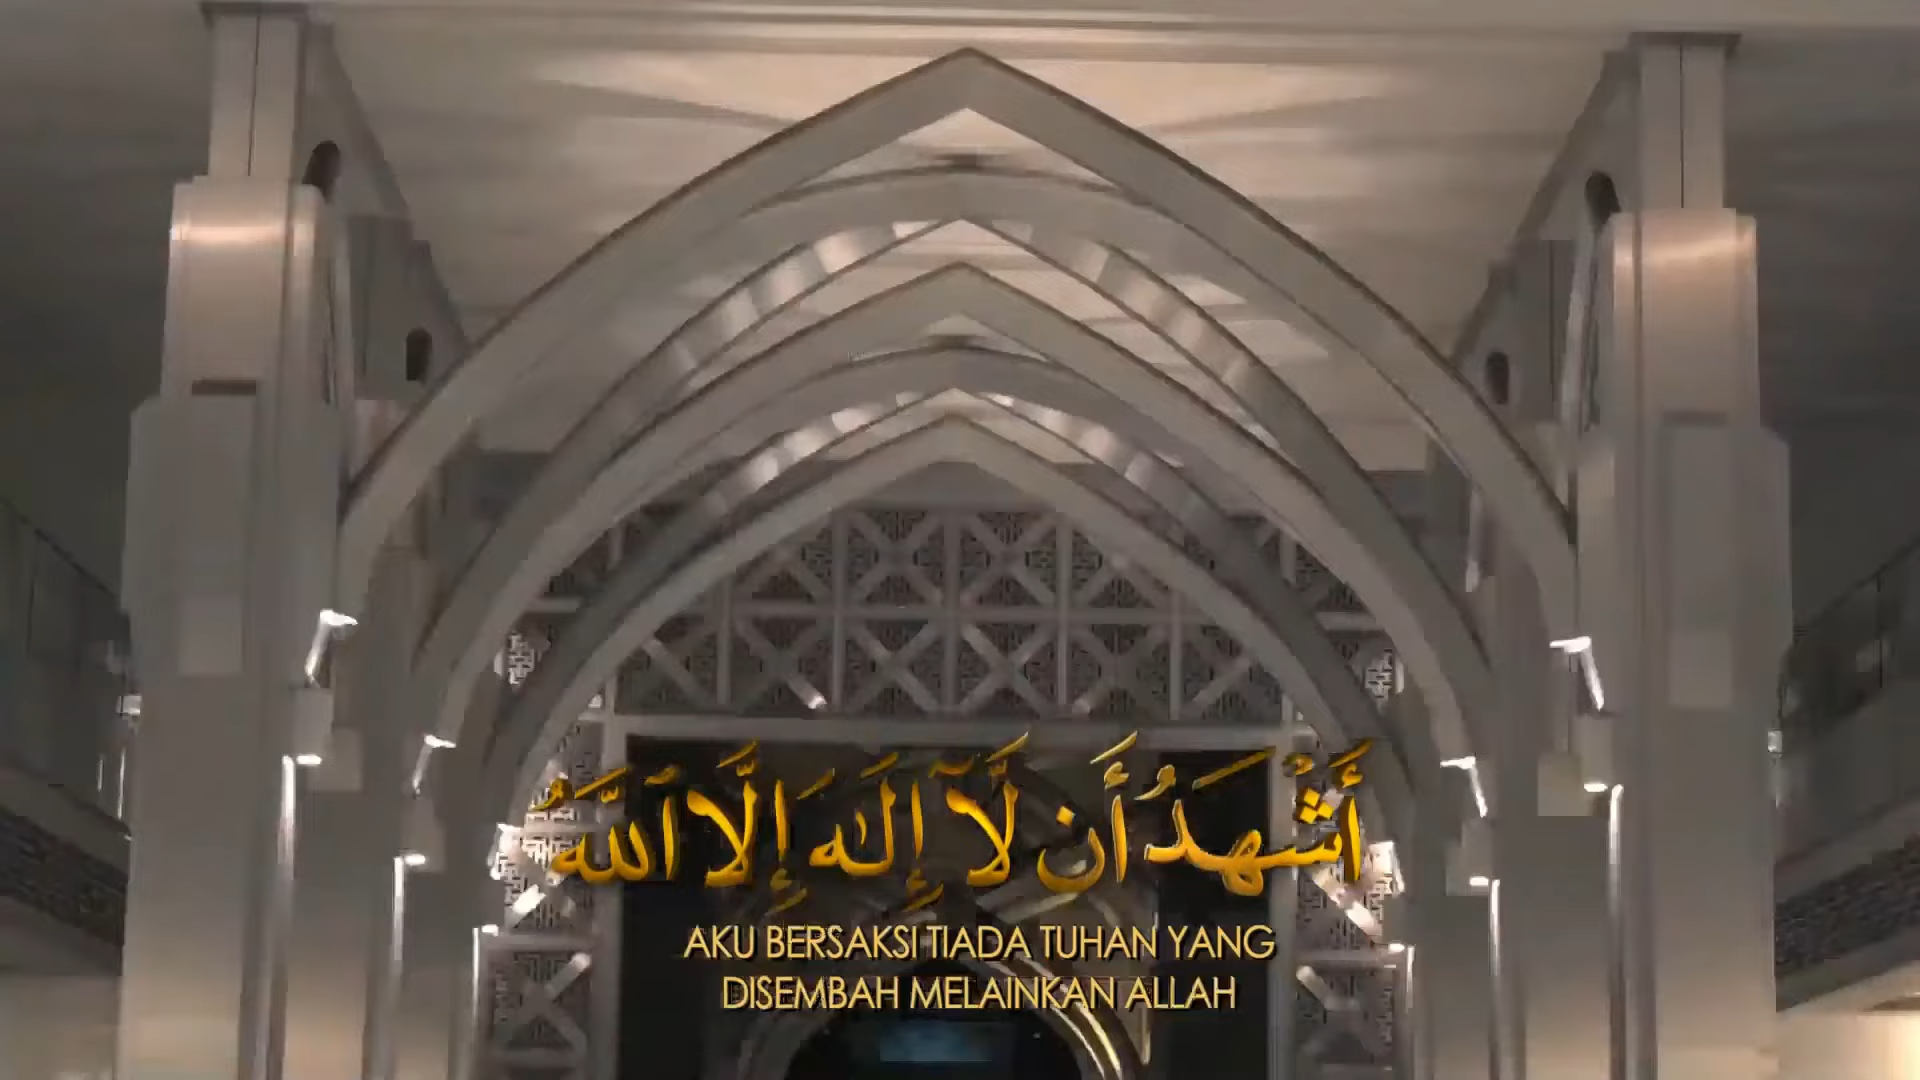 أَشْهَدُ أَن لَّآ إِلَٰهَ إِلَّا ٱللَّهُ
AKU BERSAKSI TIADA TUHAN YANG
DISEMBAH MELAINKAN ALLAH